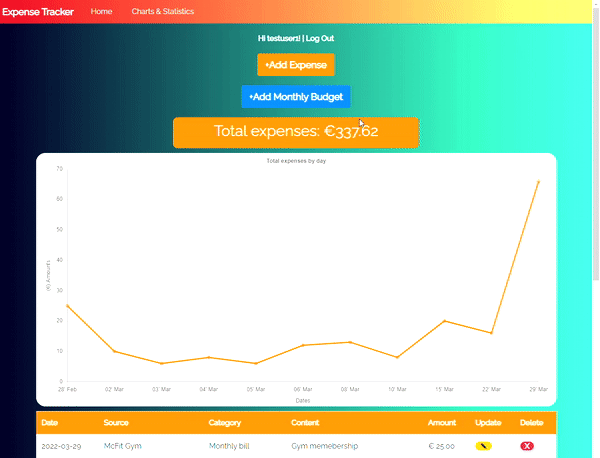 Expense Tracker Home Charts & Statistics
Hi testuser1! | Log Out
+Add Expense
+Add Monthly Budget
Total expenses: €337.62
Total expenses by day
70
60
50
40
30
20
10
0
(€) Amounts
28' Feb 02' Mar 03' Mar 04' Mar 05' Mar 06' Mar 08' Mar 10' Mar 15' Mar 22' Mar 29' Mar
Dates
Date Source Category Content Amount Update Delete
2022-03-29 McFit Gym Monthly bill Gym memebership € 25.00